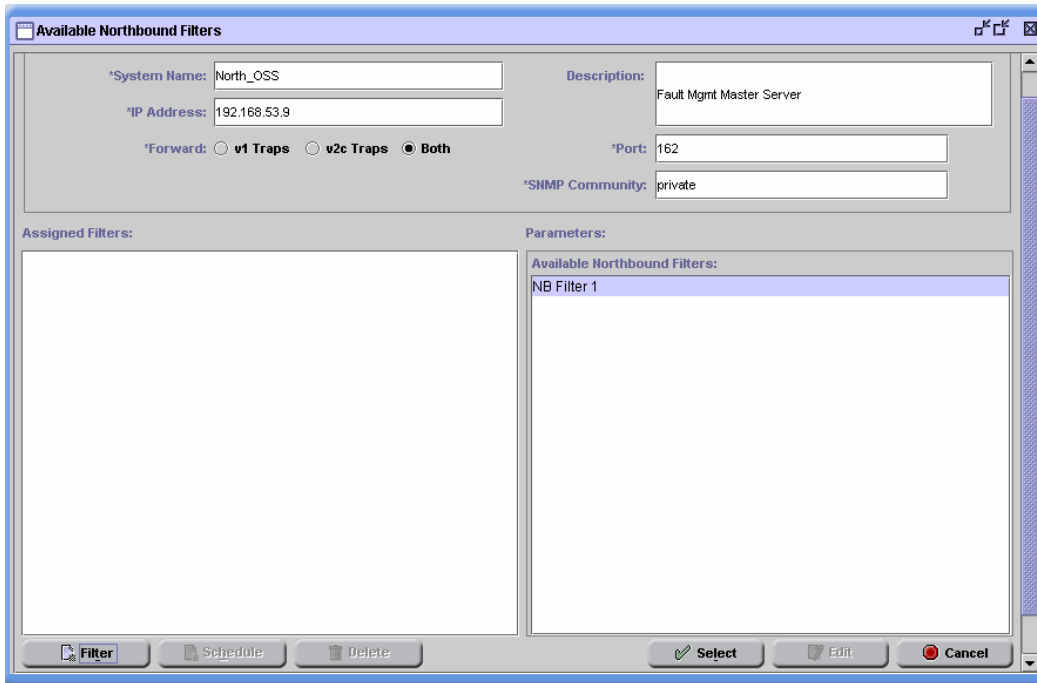 Available Northbound Filters
*System Name: North_OSS
Description: Fault Mgmt Master Server
*IP Address: 192.168.53.9
*Forward: v1 Traps v2c Traps Both
*Port: 162
*SNMP Community: private
Assigned Filters:
Parameters:
Available Northbound Filters:
NB Filter 1
Filter Schedule Delete Select Edit Cancel